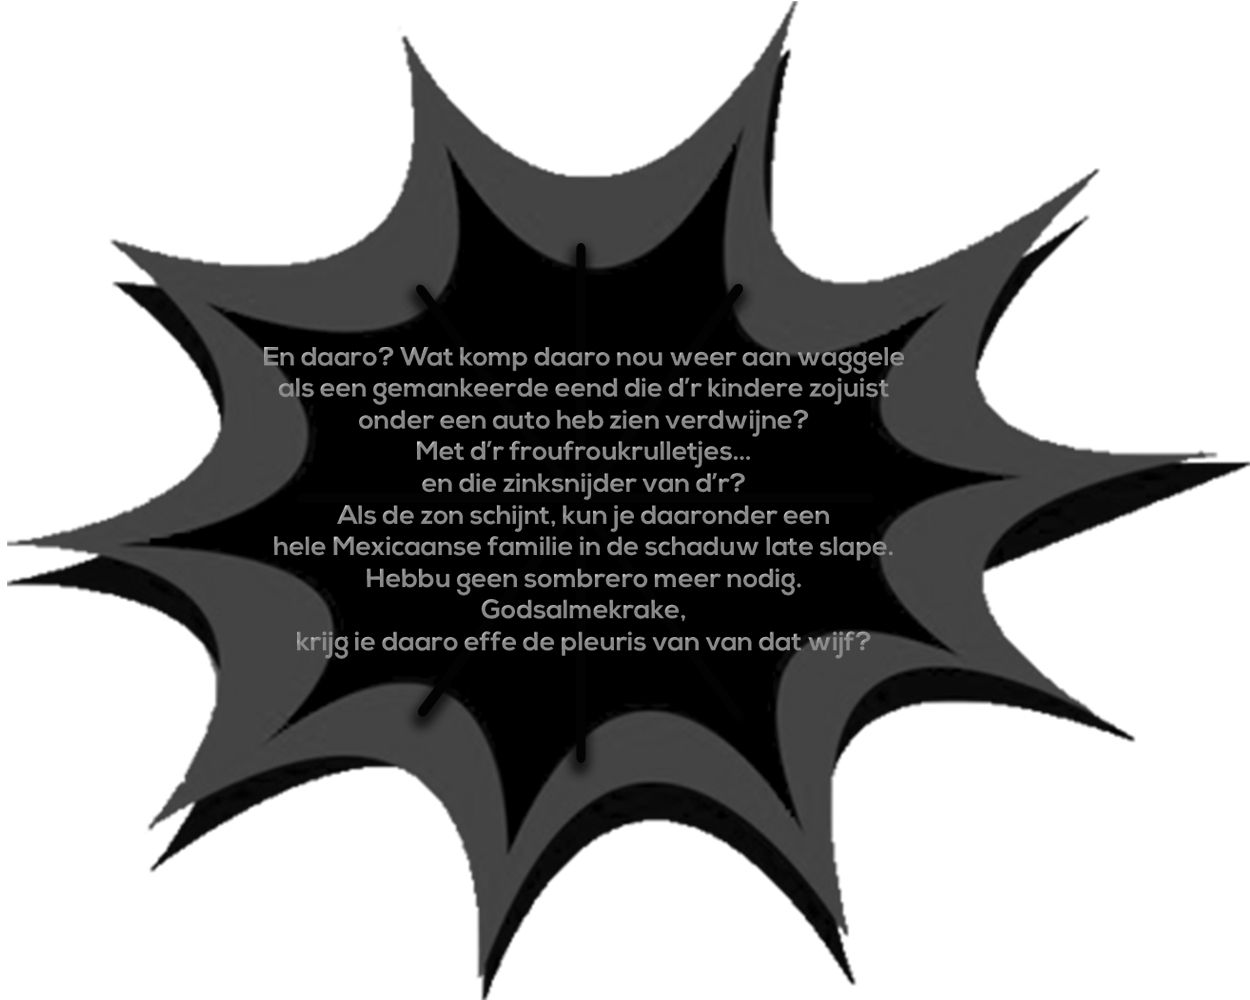 En daaro? Wat komp daaro nou weer aan waggele
als een gemankeerde eend die d’r kindere zojuist
onder een auto heb zien verdwijne?
Met d’r froufroukrulletjes...
en die zinksnijder van d’r?
Als de zon schijnt, kun je daaronder een
hele Mexicaanse familie in de schaduw late slape.
Hebbu geen sombrero meer nodig.
Godsalmekrake,
krijg ie daaro effe de pleuris van van dat wijf?